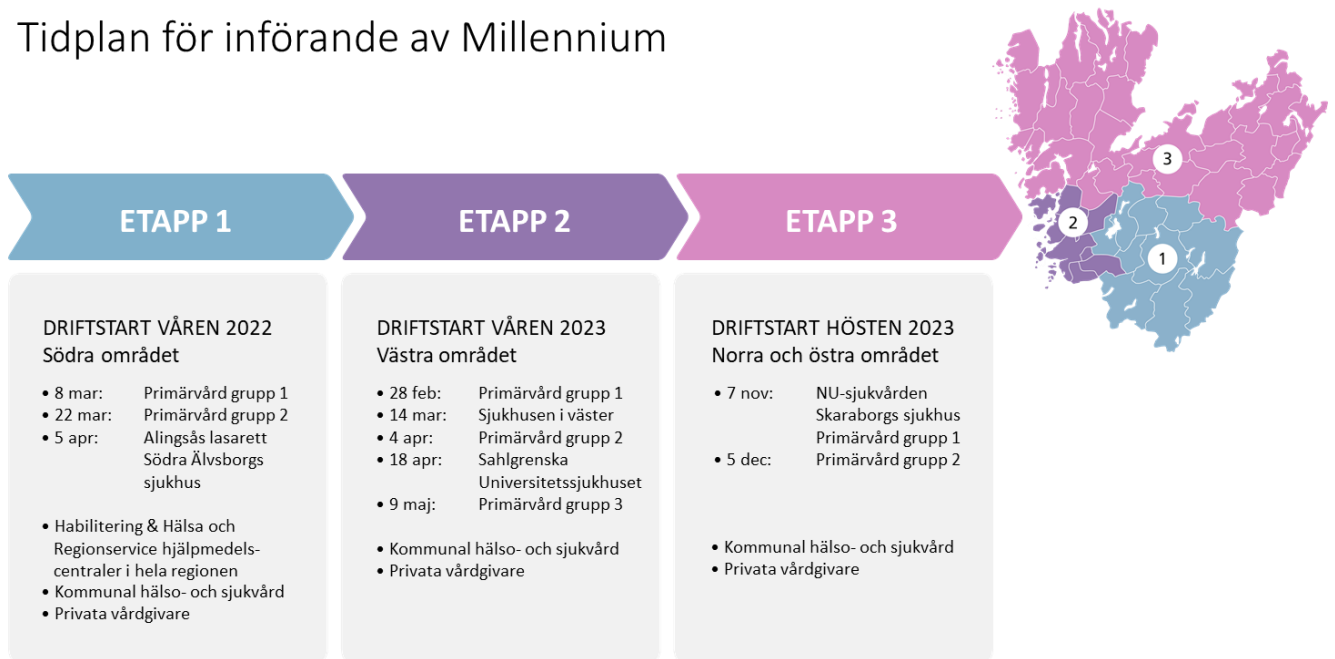 Tidplan för införande av Millennium
ETAPP 1
DRIFTSTART VÅREN 2022
Södra området
• 8 mar: Primärvård grupp 1
• 22 mar: Primärvård grupp 2
• 5 apr: Alingsås lasarett
Södra Älvsborgs
sjukhus
• Habilitering & Hälsa och
Regionservice hjälpmedels-
centraler i hela regionen
• Kommunal hälso- och sjukvård
• Privata vårdgivare
ETAPP 2
DRIFTSTART VÅREN 2023
Västra området
• 28 feb: Primärvård grupp 1
• 14 mar: Sjukhusen i väster
• 4 apr: Primärvård grupp 2
• 18 apr: Sahlgrenska
Universitetssjukhuset
• 9 maj: Primärvård grupp 3
• Kommunal hälso- och sjukvård
• Privata vårdgivare
ETAPP 3
DRIFTSTART HÖSTEN 2023
Norra och östra området
• 7 nov: NU-sjukvården
Skaraborgs sjukhus
Primärvård grupp 1
• 5 dec: Primärvård grupp 2
• Kommunal hälso- och sjukvård
• Privata vårdgivare
3
2
1